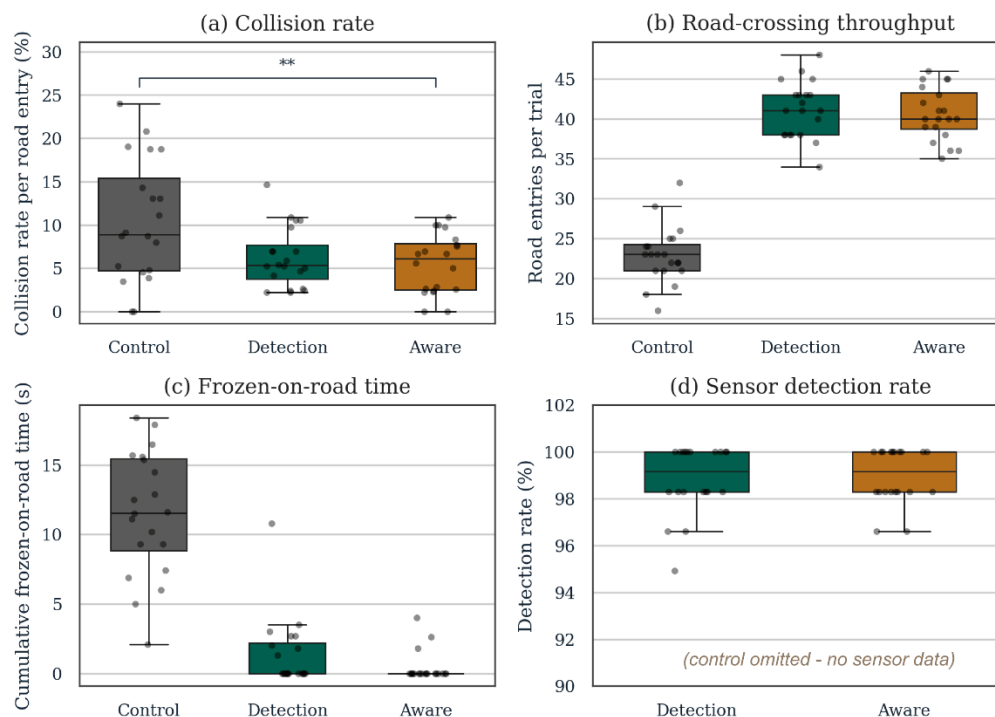 (a) Collision rate
Collision rate per road entry (%)
30
25
20
15
10
5
0
**
Control
Detection
Aware
(b) Road-crossing throughput
Road entries per trial
45
40
35
30
25
20
15
Control
Detection
Aware
(c) Frozen-on-road time
Cumulative frozen-on-road time (s)
15
10
5
0
Control
Detection
Aware
(d) Sensor detection rate
Detection rate (%)
102
100
98
96
94
92
90
(control omitted - no sensor data)
Detection
Aware